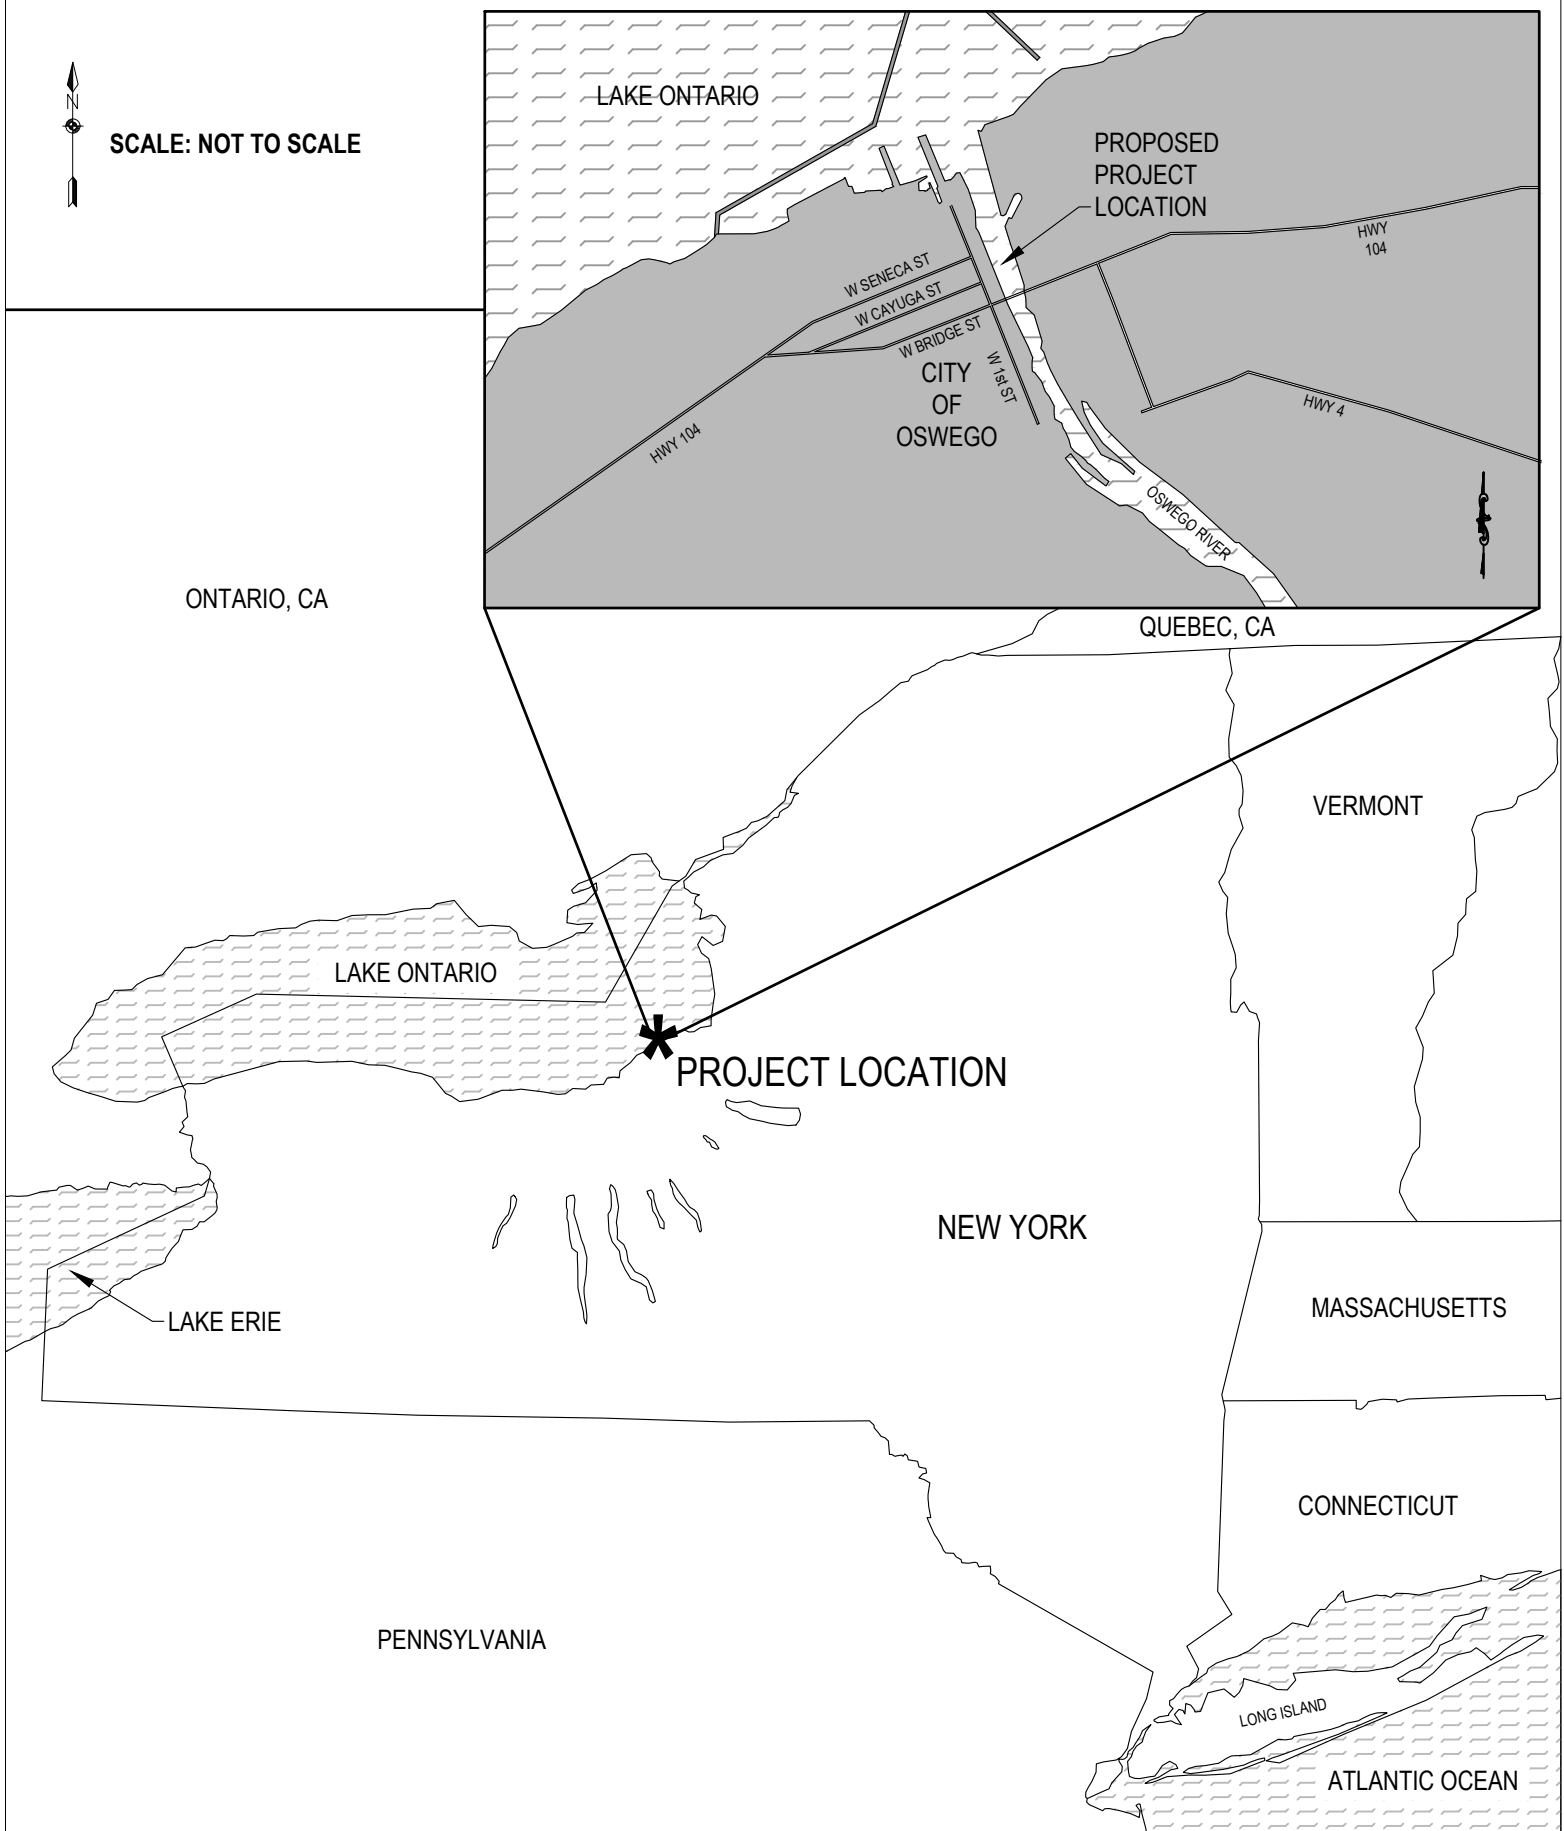 N
SCALE: NOT TO SCALE
LAKE ONTARIO
PROPOSED
PROJECT
LOCATION
HWY
104
W SENECA ST
W CAYUGA ST
W BRIDGE ST
W 1st ST
CITY
OF
OSWEGO
HWY 104
HWY 4
OSWEGO RIVER
ONTARIO, CA
QUEBEC, CA
VERMONT
LAKE ONTARIO
PROJECT LOCATION
NEW YORK
LAKE ERIE
MASSACHUSETTS
CONNECTICUT
PENNSYLVANIA
LONG ISLAND
ATLANTIC OCEAN